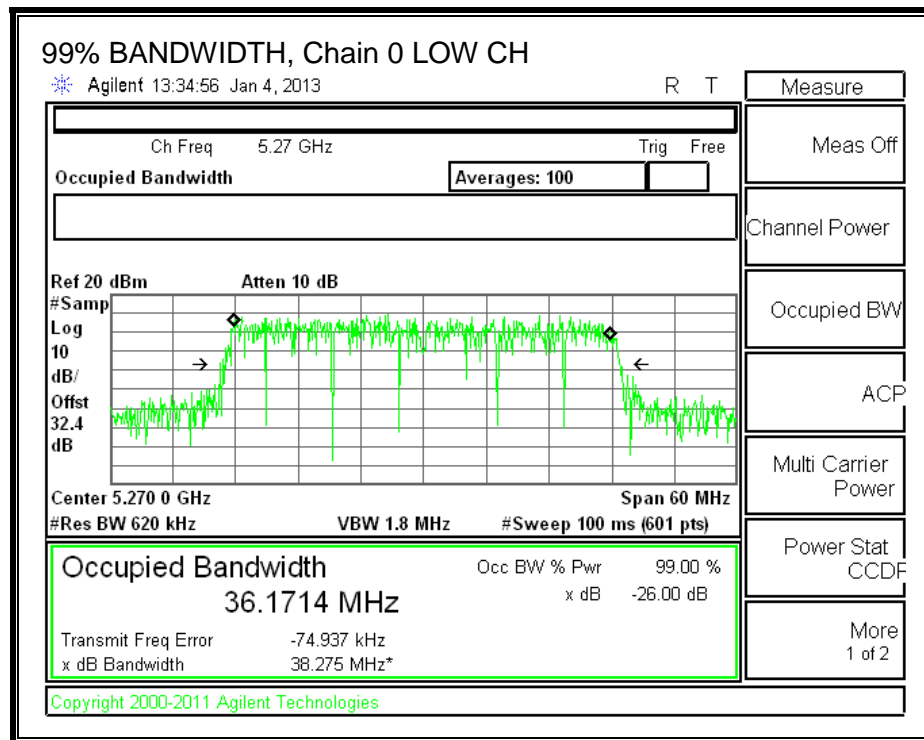 99% BANDWIDTH, Chain 0 LOW CH
Agilent 13:34:56 Jan 4, 2013 R T
Measure
Ch Freq 5.27 GHz Trig Free
Occupied Bandwidth Averages: 100
Meas Off
Channel Power
Occupied BW
ACP
Multi Carrier
Power
Power Stat
CCDF
More
1 of 2
Ref 20 dBm Atten 10 dB
#Samp
Log
10
dB/
Offst
32.4
dB
Center 5.270 0 GHz Span 60 MHz
#Res BW 620 kHz VBW 1.8 MHz #Sweep 100 ms (601 pts)
Occupied Bandwidth Occ BW % Pwr 99.00 %
36.1714 MHz x dB -26.00 dB
Transmit Freq Error -74.937 kHz
x dB Bandwidth 38.275 MHz*
Copyright 2000-2011 Agilent Technologies